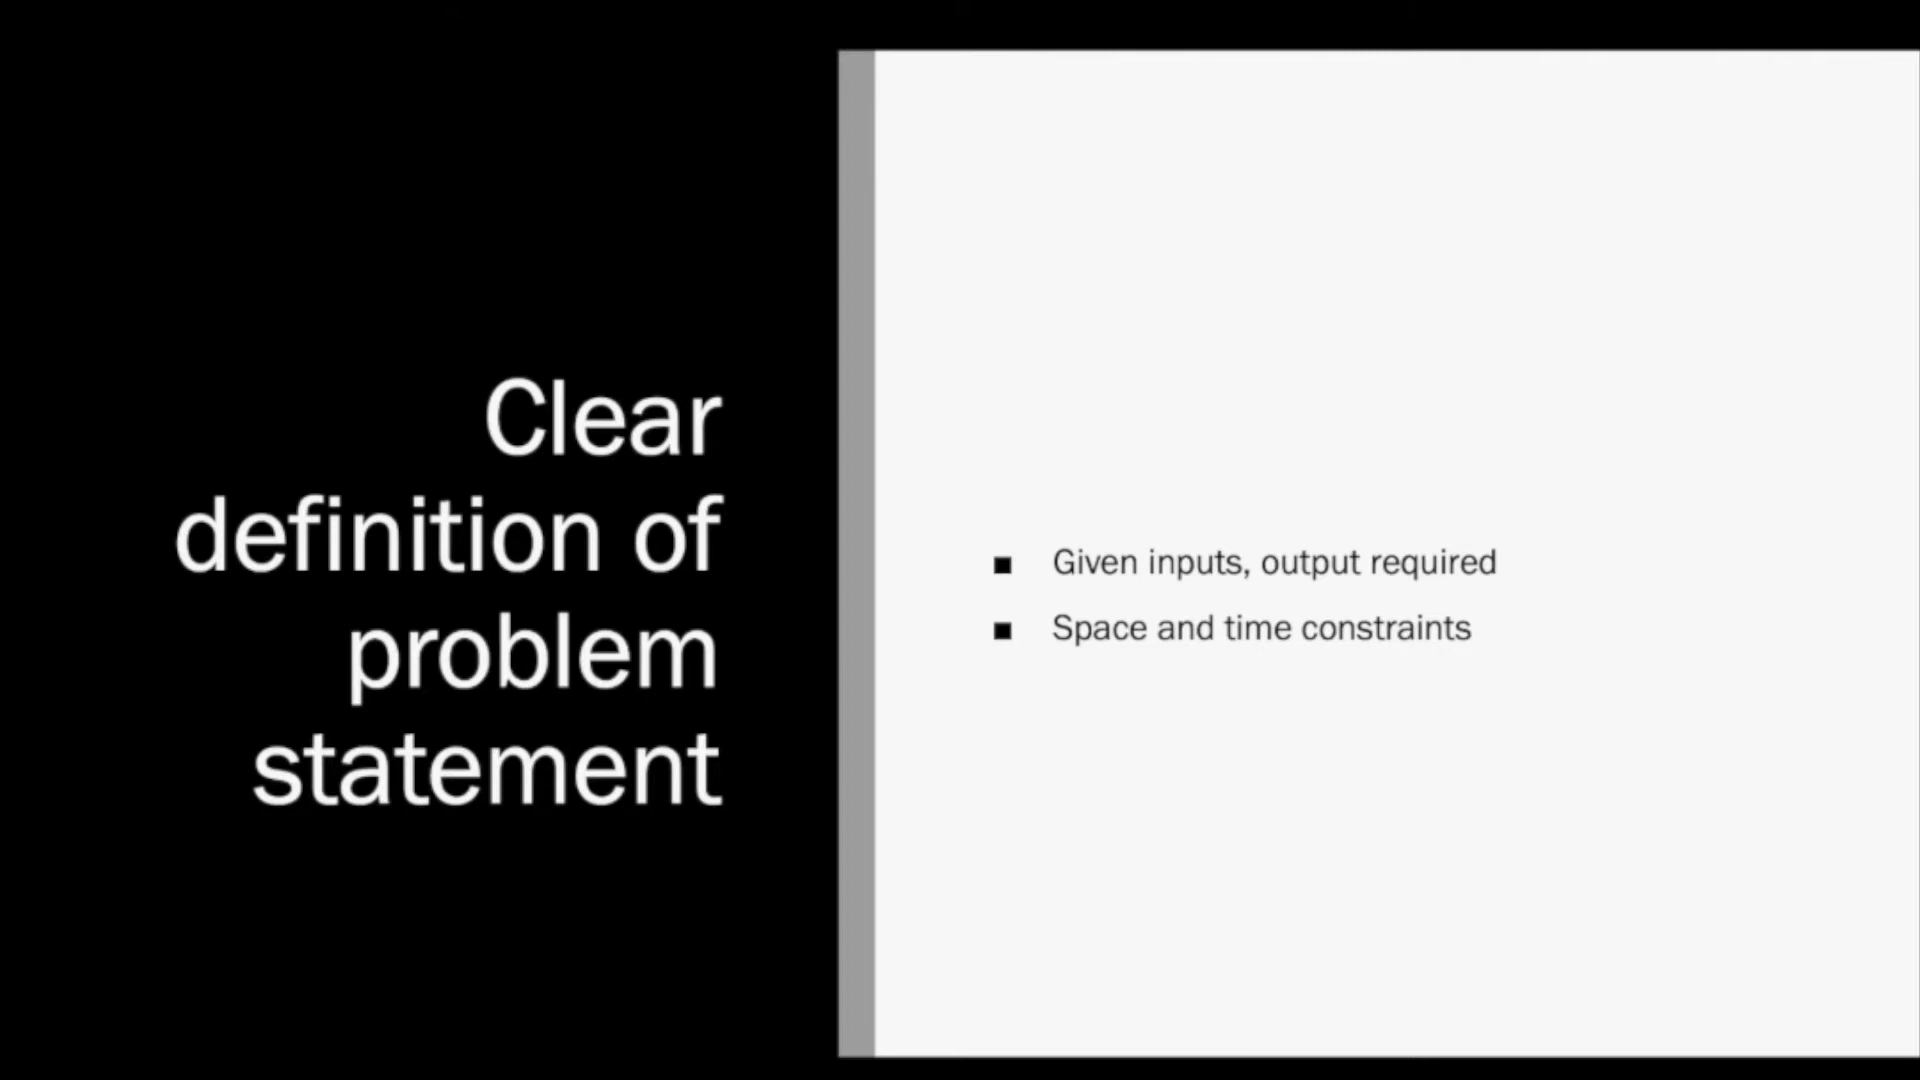 Clear
definition of
problem
statement
Given inputs, output required
Space and time constraints